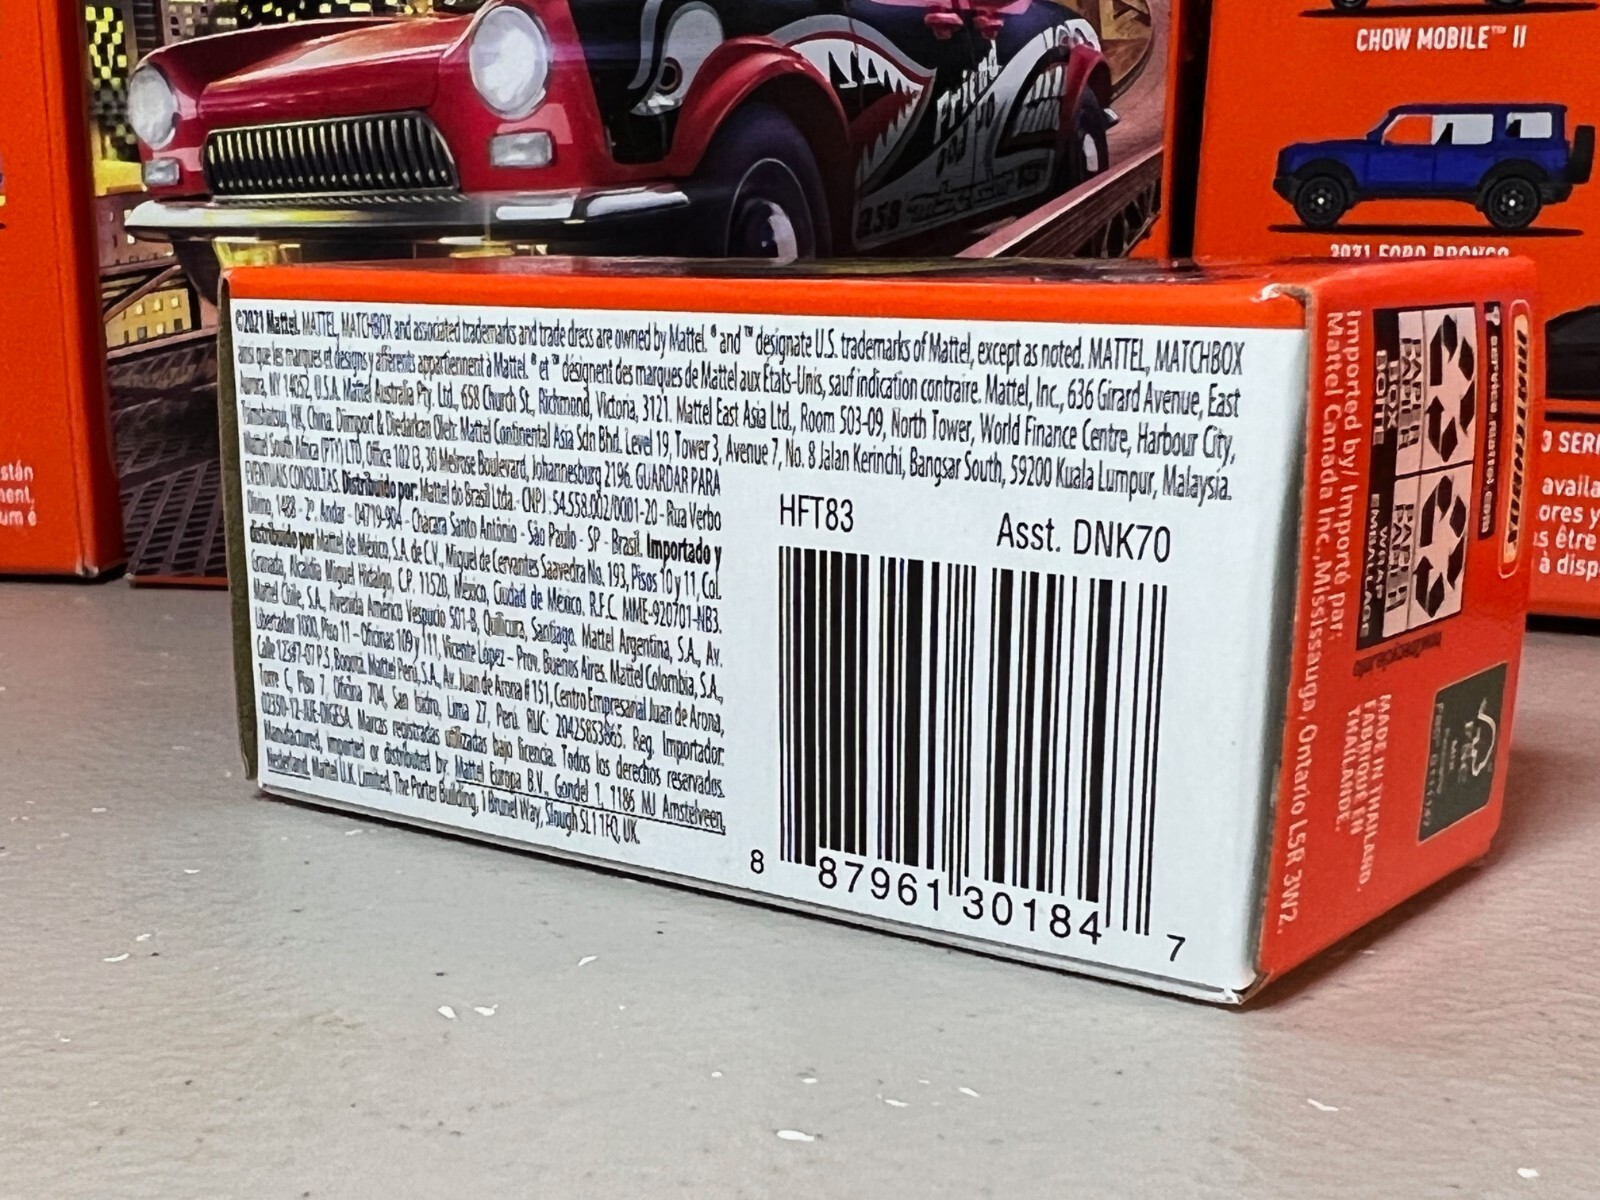 CHOW MOBILE™ II
2021 FORD BRONCO
©2021 Mattel. MATTEL, MATCHBOX and associated trademarks and trade dress are owned by Mattel. ® and ™ designate U.S. trademarks of Mattel, except as noted. MATTEL, MATCHBOX
ainsi que les marques et designs y afférents appartiennent à Mattel. ® et ™ désignent des marques de Mattel aux États-Unis, sauf indication contraire. Mattel, Inc., 636 Girard Avenue, East
Aurora, NY 14052, U.S.A. Mattel Australia Pty. Ltd., 658 Church St., Richmond, Victoria, 3121. Mattel East Asia Ltd., Room 503-09, North Tower, World Finance Centre, Harbour City,
Tsimshatsui, HK, China. Diimport & Diedarkan Oleh: Mattel Continental Asia Sdn Bhd. Level 19, Tower 3, Avenue 7, No. 8 Jalan Kerinchi, Bangsar South, 59200 Kuala Lumpur, Malaysia.
Mattel South Africa (PTY) LTD, Office 102 I3, 30 Melrose Boulevard, Johannesburg 2196. GUARDAR PARA
EVENTUAIS CONSULTAS. Distribuído por: Mattel do Brasil Ltda. - CNPJ: 54.558.002/0001-20 - Rua Verbo
Divino, 1488 - 2º. Andar - 04719-904 - Chácara Santo Antônio - São Paulo - SP - Brasil. Importado y
distribuido por Mattel de México, S.A. de C.V., Miguel de Cervantes Saavedra No. 193, Pisos 10 y 11, Col.
Granada, Alcaldía Miguel Hidalgo, C.P. 11520, México, Ciudad de México. R.F.C. MME-920701-NB3.
Mattel Chile, S.A., Avenida Américo Vespucio 501-B, Quilicura, Santiago. Mattel Argentina, S.A., Av.
Libertador 1000, Piso 11 – Oficinas 109 y 111, Vicente López – Prov. Buenos Aires. Mattel Colombia, S.A.,
Calle 123#7-07 P.5, Bogotá. Mattel Perú, S.A., Av. Juan de Arona # 151, Centro Empresarial Juan de Arona,
Torre C, Piso 7, Oficina 704, San Isidro, Lima 27, Perú. RUC: 20425853865. Reg. Importador:
02350-12-JUE-DIGESA. Marcas registradas utilizadas bajo licencia. Todos los derechos reservados.
Manufactured, imported or distributed by: Mattel Europa B.V., Gondel 1, 1186 MJ Amstelveen,
Nederland. Mattel U.K. Limited, The Porter Building, 1 Brunel Way, Slough SL1 1FQ, UK.
HFT83
Asst. DNK70
8 87961 30184 7
Imported by/Importé par:
Mattel Canada Inc., Mississauga, Ontario L5R 3W2.
PAPER
BOX
BOITE
PAPER
WRAP
EMBALLAGE
MADE IN THAILAND.
FABRIQUÉ EN
THAÏLANDE.
service.mattel.com
MATCHBOX
3 SERI
stán